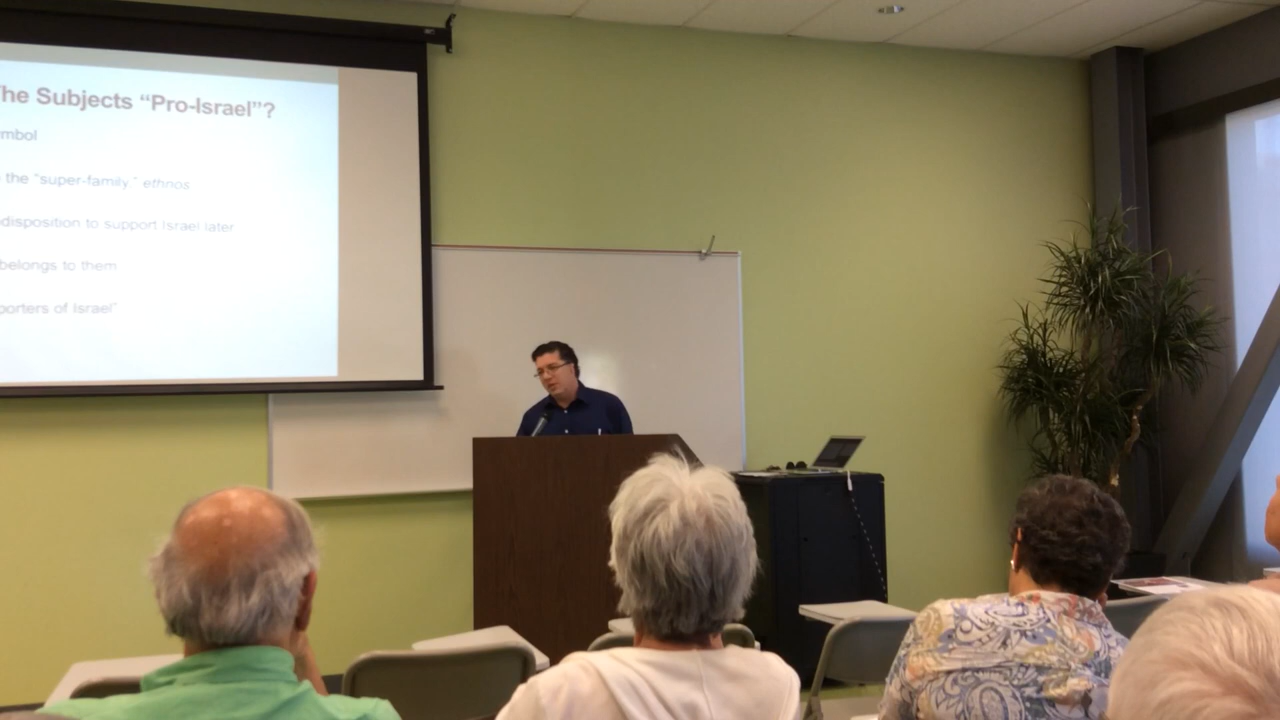 he Subjects “Pro-Israel”?
mbol
the “super-family” ethnos
disposition to support Israel later
belongs to them
porters of Israel”